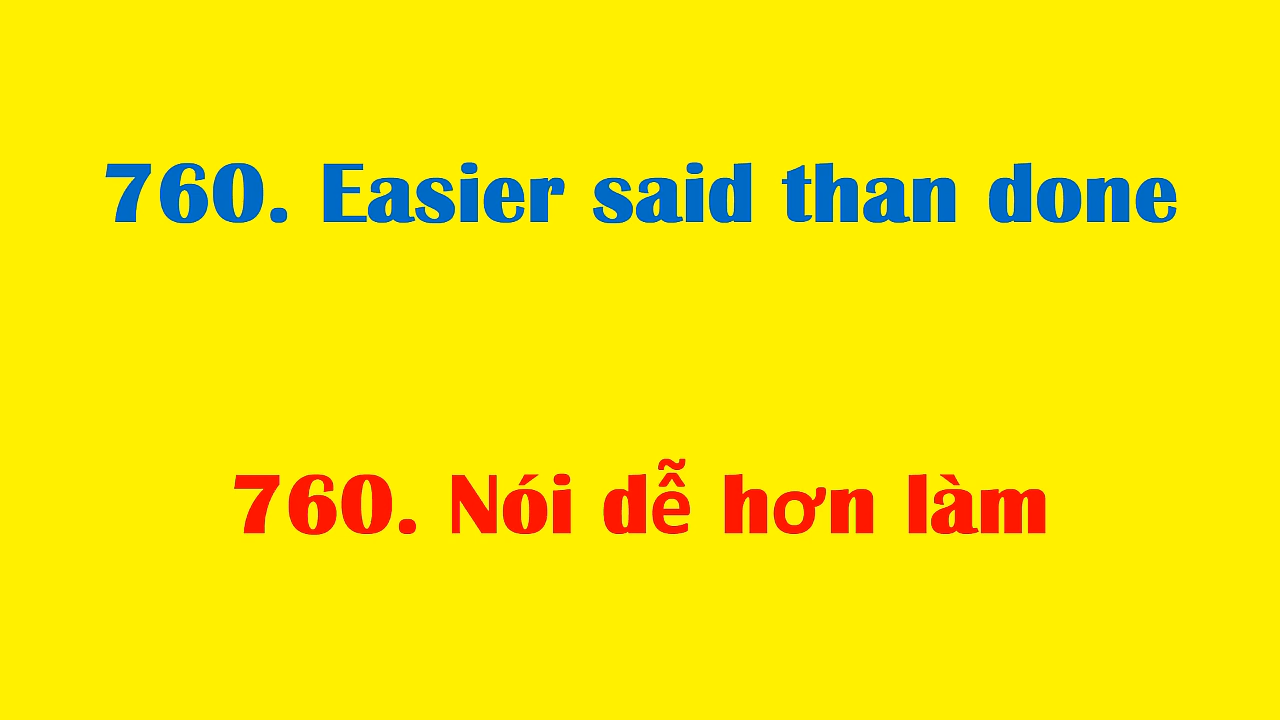 760. Easier said than done
760. Nói dễ hơn làm